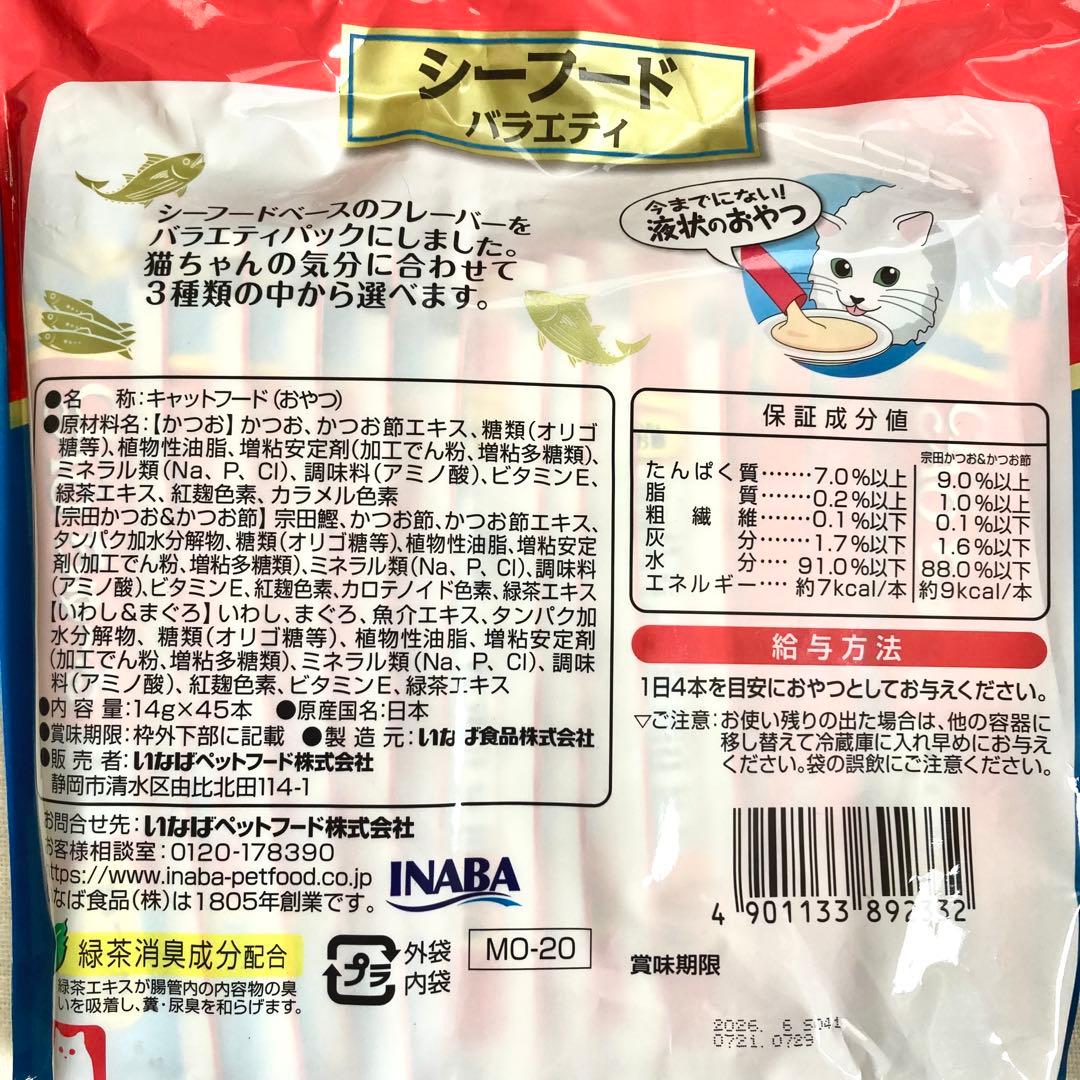 シーフード
バラエティ
シーフードベースのフレーバーを
バラエティパックにしました。
猫ちゃんの気分に合わせて
3種類の中から選べます。
今までにない!
液状のおやつ
●名 称:キャットフード(おやつ)
●原材料名:【かつお】かつお、かつお節エキス、糖類(オリゴ
糖等)、植物性油脂、増粘安定剤(加工でん粉、増粘多糖類)、
ミネラル類(Na、P、Cl)、調味料(アミノ酸)、ビタミンE、
緑茶エキス、紅麹色素、カラメル色素
【宗田かつお&かつお節】宗田鰹、かつお節、かつお節エキス、
タンパク加水分解物、糖類(オリゴ糖等)、植物性油脂、増粘安定
剤(加工でん粉、増粘多糖類)、ミネラル類(Na、P、Cl)、調味料
(アミノ酸)、ビタミンE、紅麹色素、カロテノイド色素、緑茶エキス
【いわし&まぐろ】いわし、まぐろ、魚介エキス、タンパク加
水分解物、糖類(オリゴ糖等)、植物性油脂、増粘安定剤
(加工でん粉、増粘多糖類)、ミネラル類(Na、P、Cl)、調味
料(アミノ酸)、紅麹色素、ビタミンE、緑茶エキス
●内容量:14g×45本 ●原産国名:日本
●賞味期限:枠外下部に記載 ●製造元:いなば食品株式会社
●販売者:いなばペットフード株式会社
静岡市清水区由比北田114-1
お問合せ先:いなばペットフード株式会社
お客様相談室:0120-178390
https://www.inaba-petfood.co.jp
いなば食品(株)は1805年創業です。
INABA
緑茶消臭成分配合
緑茶エキスが腸管内の内容物の臭
いを吸着し、糞・尿臭を和らげます。
プラ
外袋
内袋
MO-20
保証成分値
宗田かつお&かつお節
たんぱく質……7.0%以上 9.0%以上
脂質……0.2%以上 1.0%以上
粗繊維……0.1%以下 0.1%以下
灰分……1.7%以下 1.6%以下
水分……91.0%以下 88.0%以下
エネルギー……約7kcal/本 約9kcal/本
給与方法
1日4本を目安におやつとしてお与えください。
▽ご注意:お使い残りの出た場合は、他の容器に
移し替えて冷蔵庫に入れ早めにお与え
ください。袋の誤飲にご注意ください。
4 901133 892332
賞味期限
2026. 6 S041
0721.0729